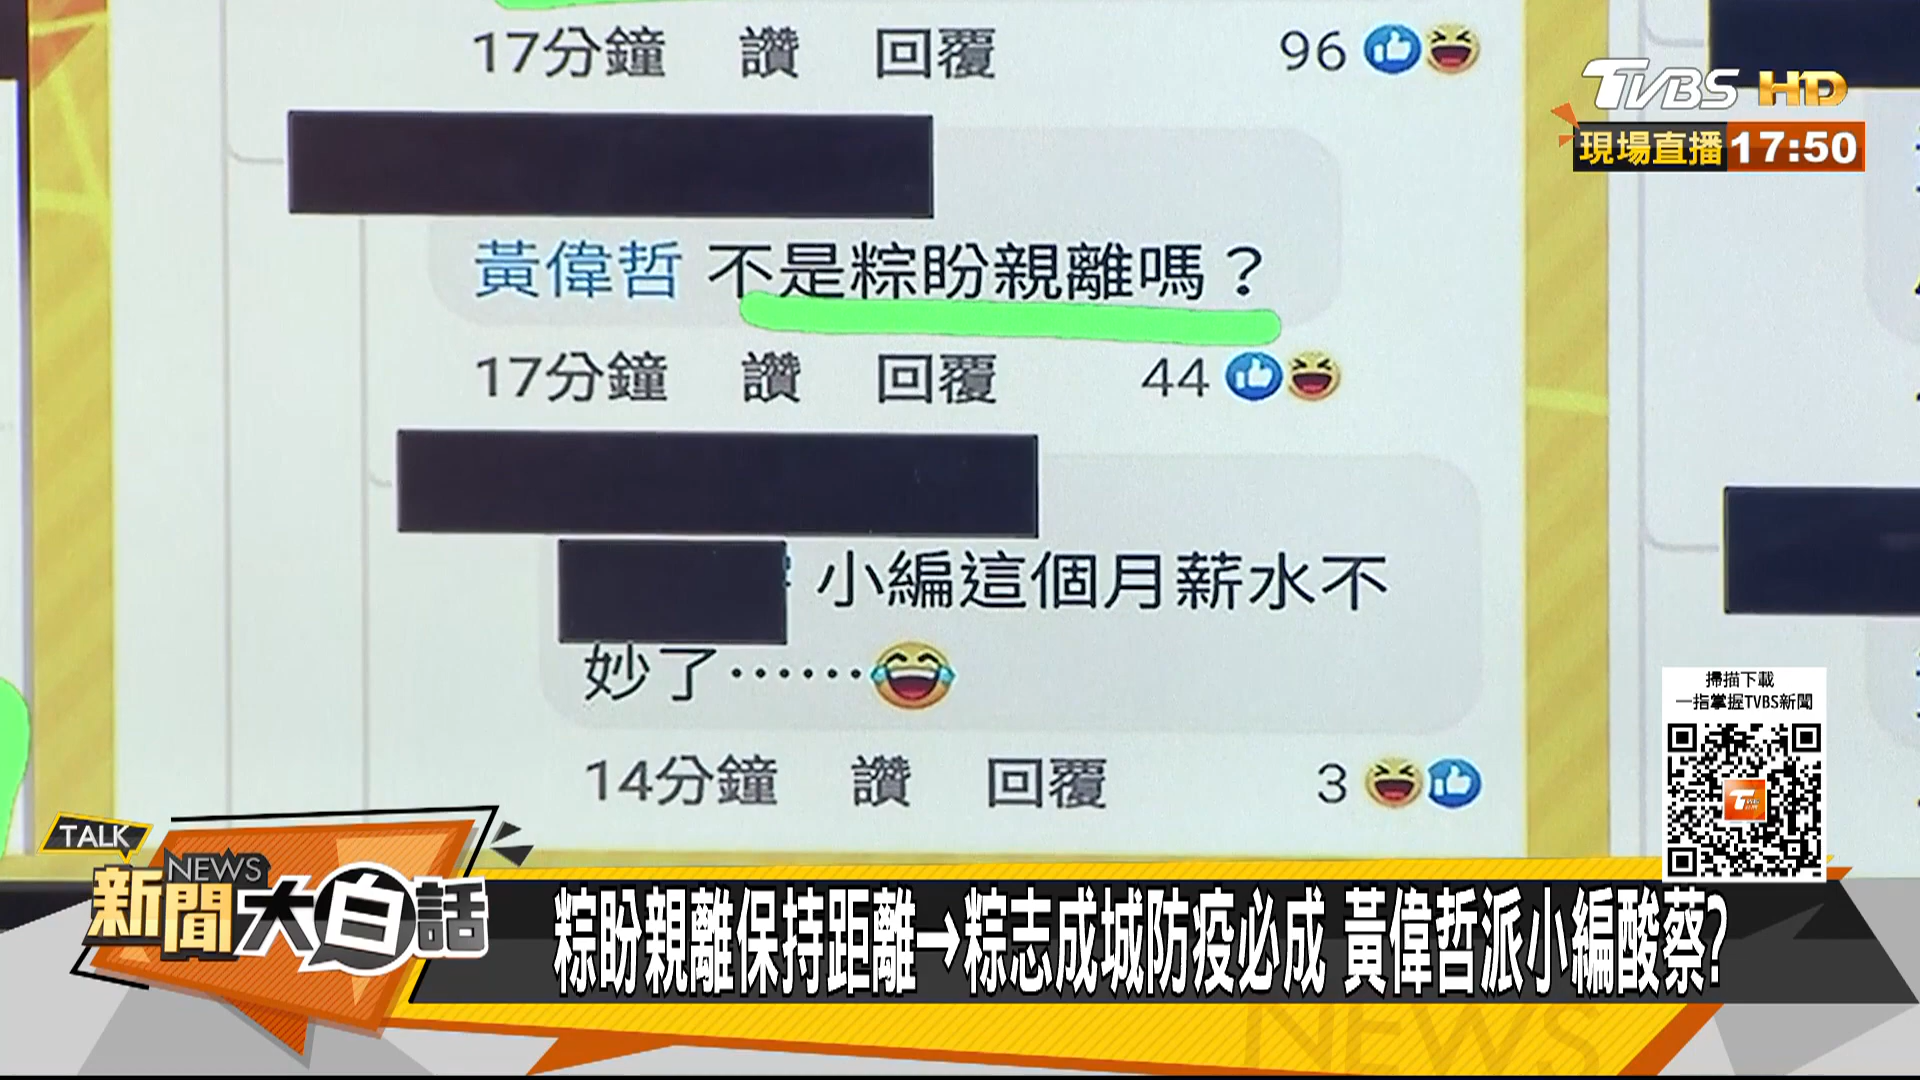 17分鐘 讚 回覆 96
TVBS HD
現場直播 17:50
黃偉哲 不是粽盼親離嗎？
17分鐘 讚 回覆 44
小編這個月薪水不
妙了⋯⋯
14分鐘 讚 回覆 3
掃描下載
一指掌握TVBS新聞
TALK
NEWS
新聞大白話
粽盼親離保持距離→粽志成城防疫必成 黃偉哲派小編酸蔡?
NEWS